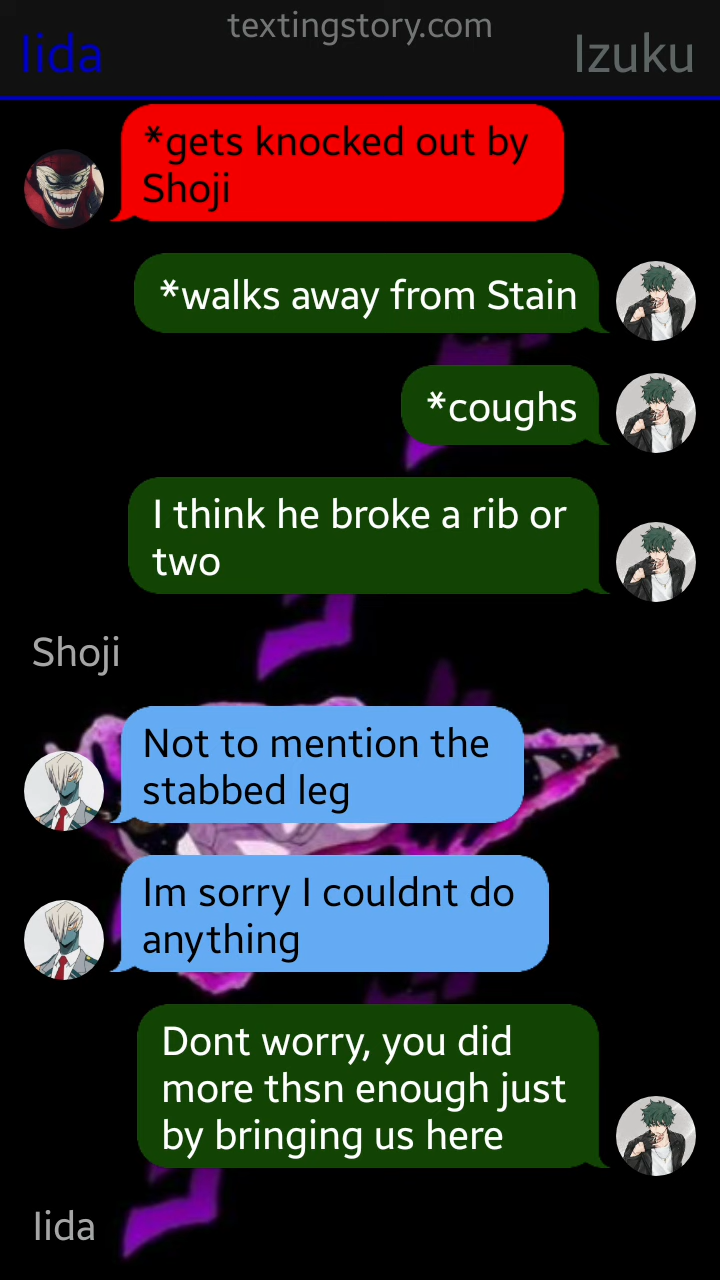 textingstory.com
Iida
Izuku
*gets knocked out by
Shoji
*walks away from Stain
*coughs
I think he broke a rib or
two
Shoji
Not to mention the
stabbed leg
Im sorry I couldnt do
anything
Dont worry, you did
more thsn enough just
by bringing us here
Iida